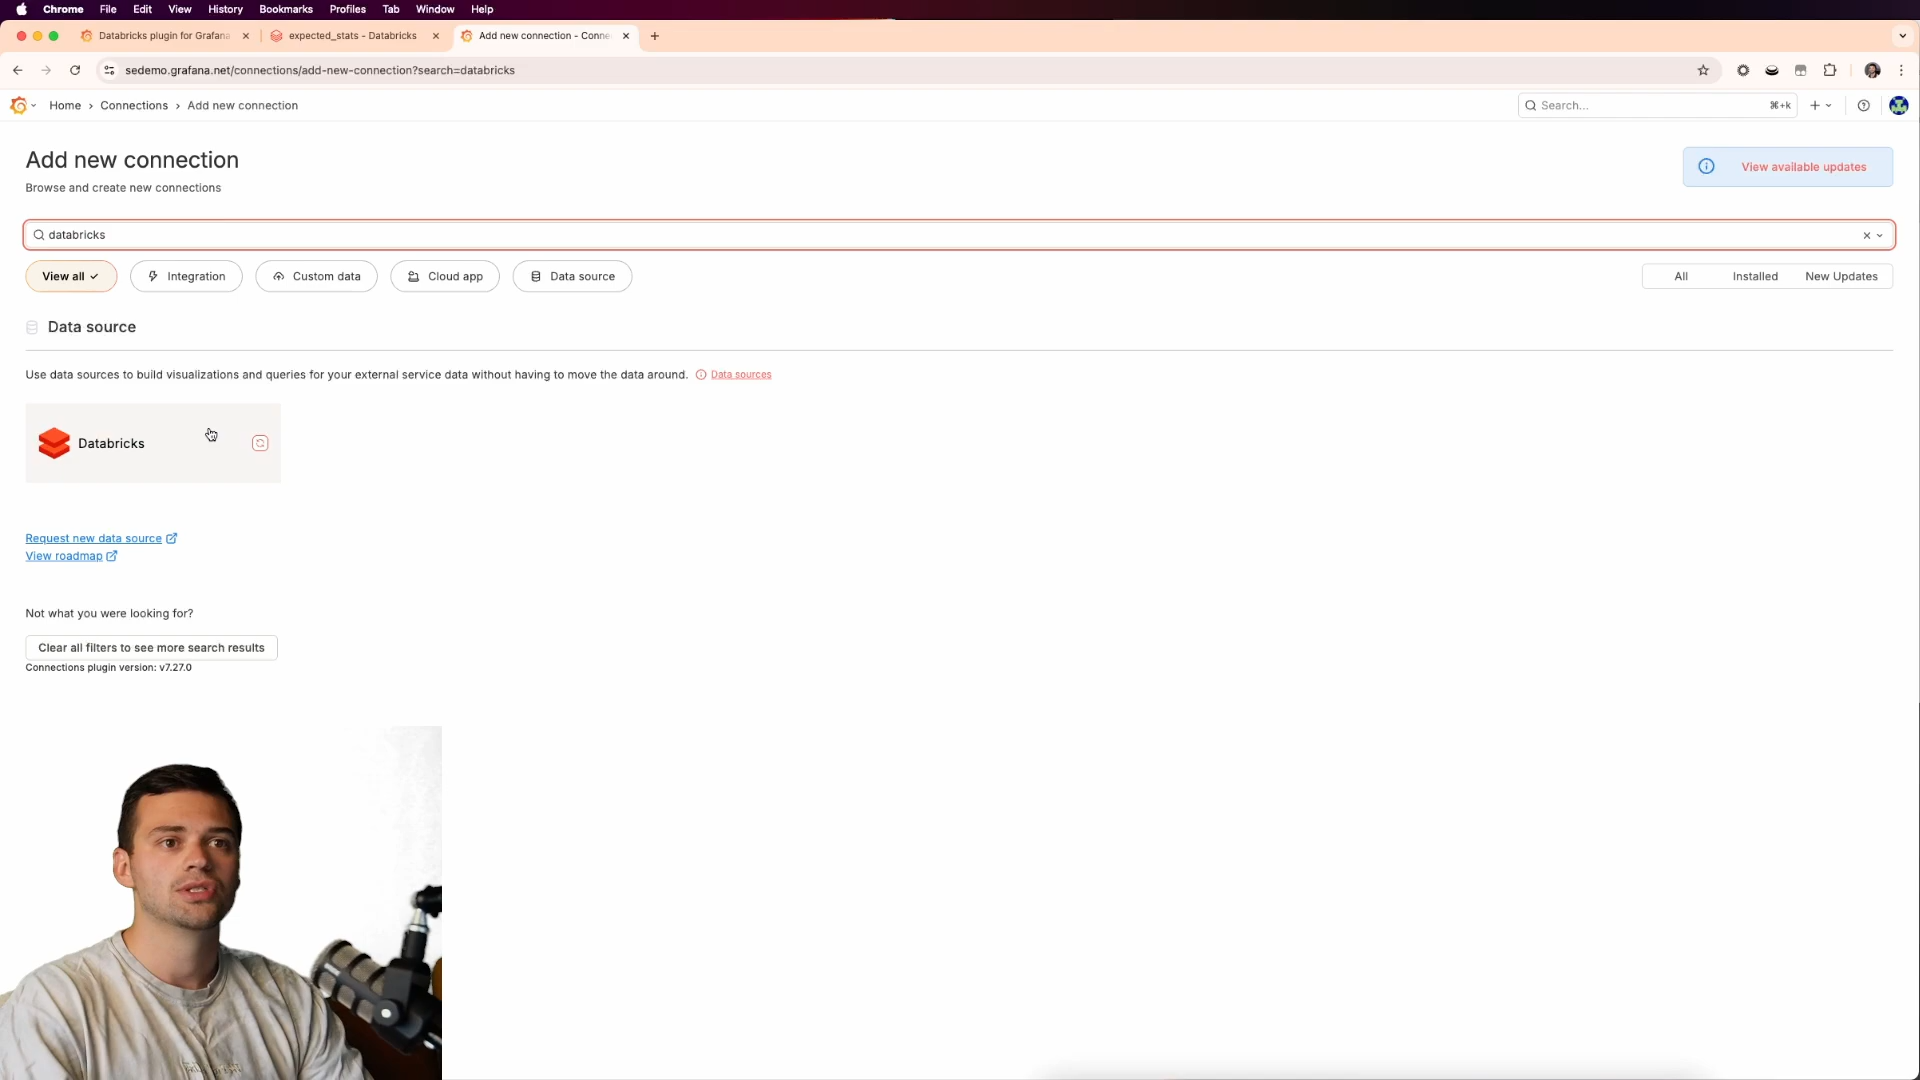 Chrome File Edit View History Bookmarks Profiles Tab Window Help
Databricks plugin for Grafana
expected_stats - Databricks
Add new connection - Conne
sedemo.grafana.net/connections/add-new-connection?search=databricks
Home › Connections › Add new connection
Search... ⌘+k
Add new connection
Browse and create new connections
View available updates
databricks
View all Integration Custom data Cloud app Data source
All Installed New Updates
Data source
Use data sources to build visualizations and queries for your external service data without having to move the data around. Data sources
Databricks
Request new data source
View roadmap
Not what you were looking for?
Clear all filters to see more search results
Connections plugin version: v7.27.0